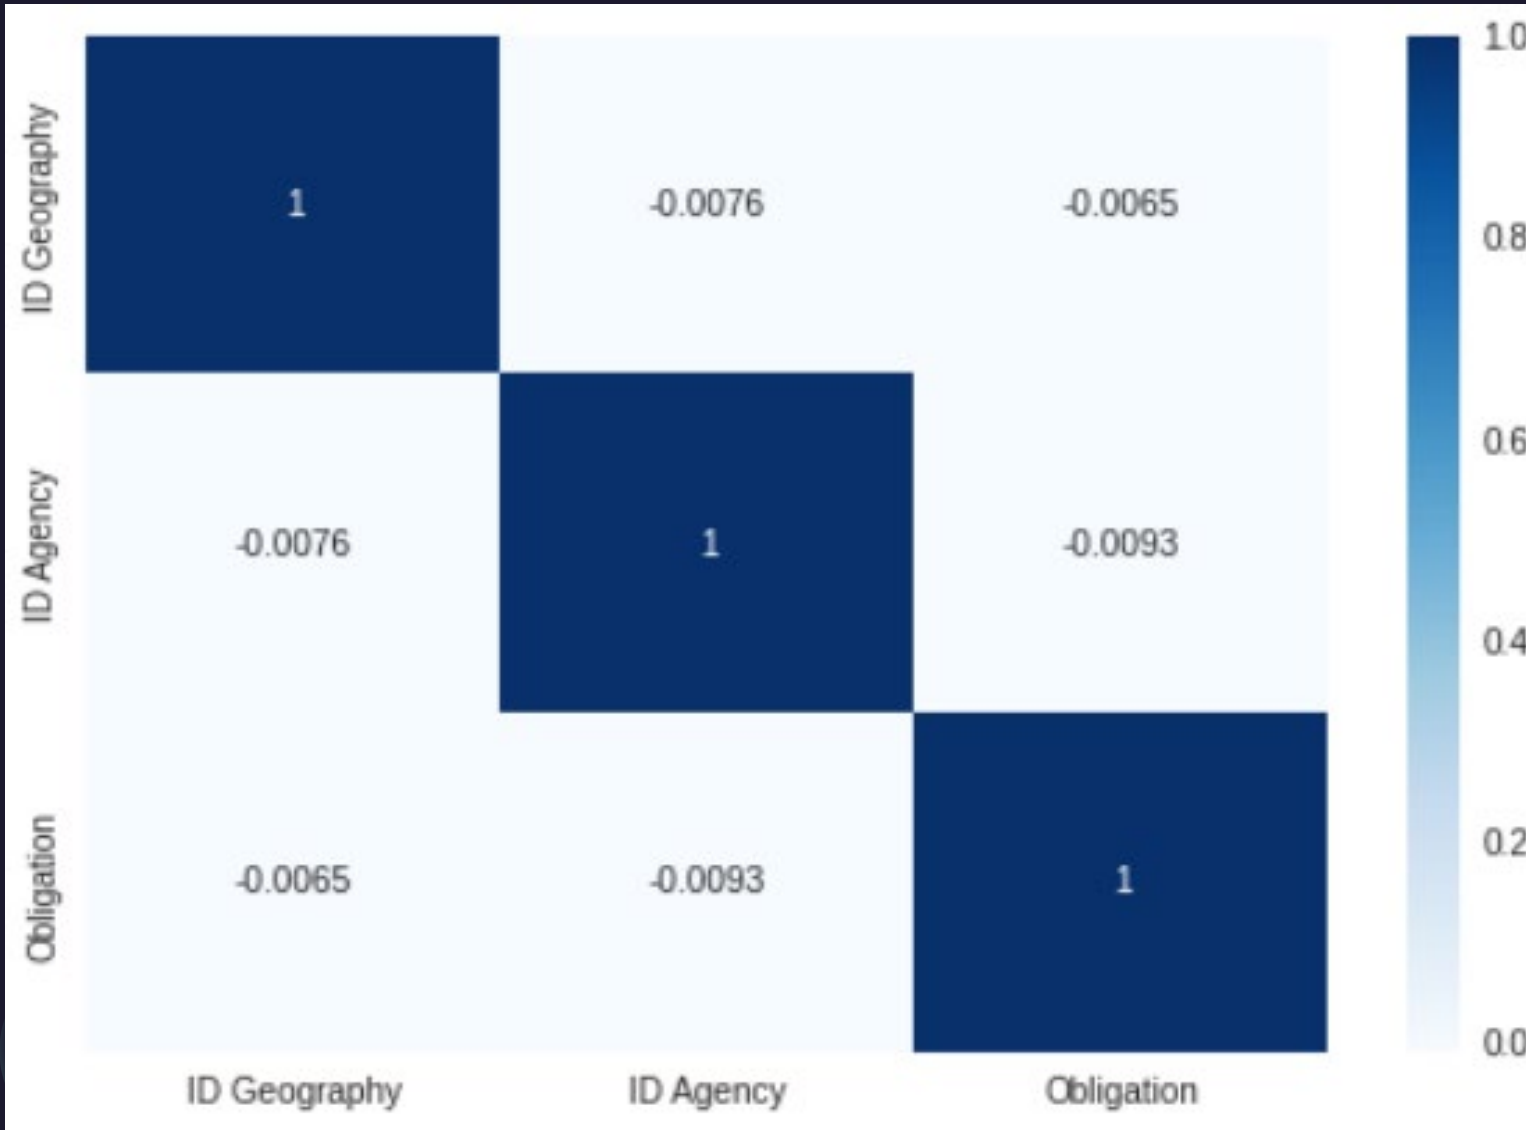 ID Geography 1 -0.0076 -0.0065
ID Agency -0.0076 1 -0.0093
Obligation -0.0065 -0.0093 1
ID Geography ID Agency Obligation
1.0
0.8
0.6
0.4
0.2
0.0